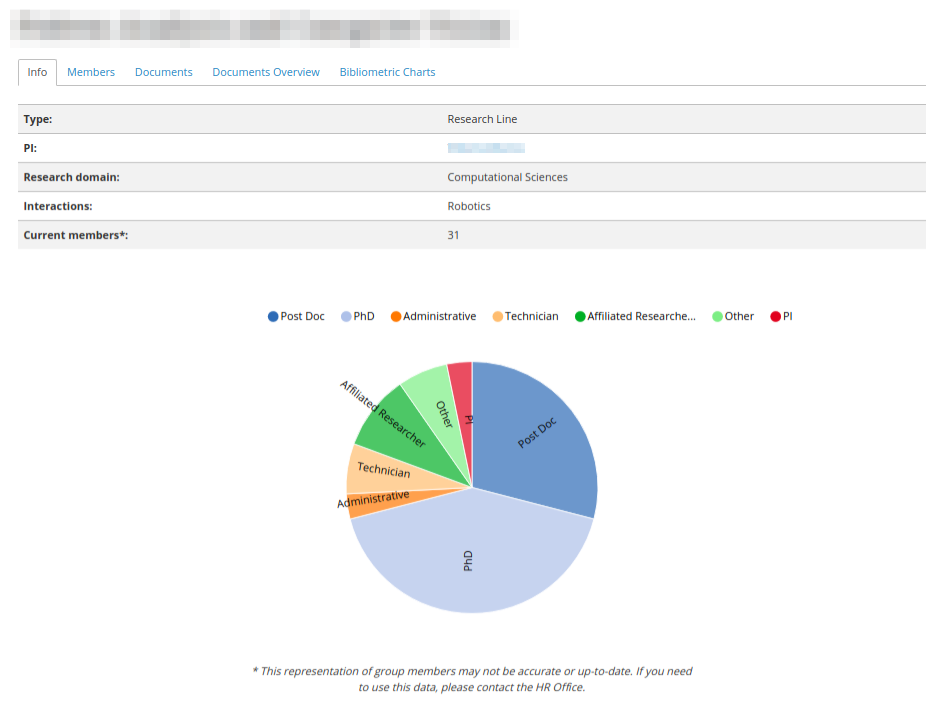 Info Members Documents Documents Overview Bibliometric Charts
Type: Research Line
PI:
Research domain: Computational Sciences
Interactions: Robotics
Current members*: 31
Post Doc PhD Administrative Technician Affiliated Researche... Other PI
Affiliated Researcher
Other
PI
Post Doc
Technician
Administrative
PhD
* This representation of group members may not be accurate or up-to-date. If you need
to use this data, please contact the HR Office.